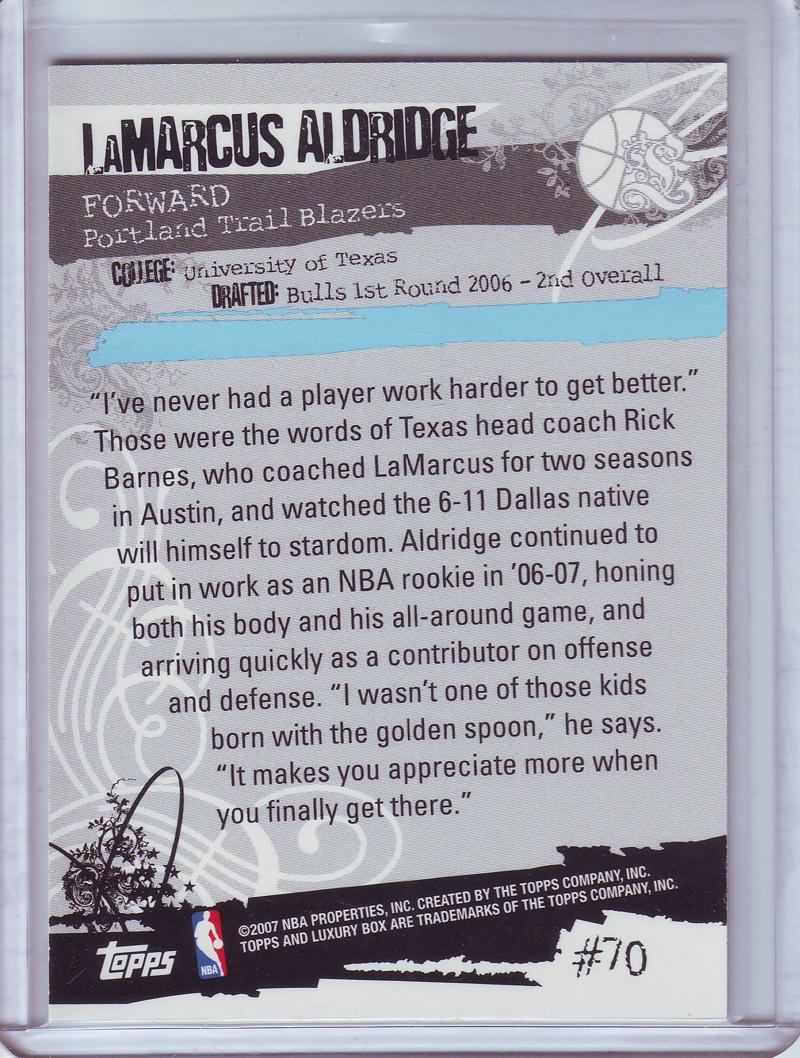 LaMARCUS ALDRIDGE
FORWARD
Portland Trail Blazers
COLLEGE: University of Texas
DRAFTED: Bulls 1st Round 2006 – 2nd Overall
“I’ve never had a player work harder to get better.”
Those were the words of Texas head coach Rick
Barnes, who coached LaMarcus for two seasons
in Austin, and watched the 6-11 Dallas native
will himself to stardom. Aldridge continued to
put in work as an NBA rookie in ’06-07, honing
both his body and his all-around game, and
arriving quickly as a contributor on offense
and defense. “I wasn’t one of those kids
born with the golden spoon,” he says.
“It makes you appreciate more when
you finally get there.”
©2007 NBA PROPERTIES, INC. CREATED BY THE TOPPS COMPANY, INC.
TOPPS AND LUXURY BOX ARE TRADEMARKS OF THE TOPPS COMPANY, INC.
Topps
NBA
#70